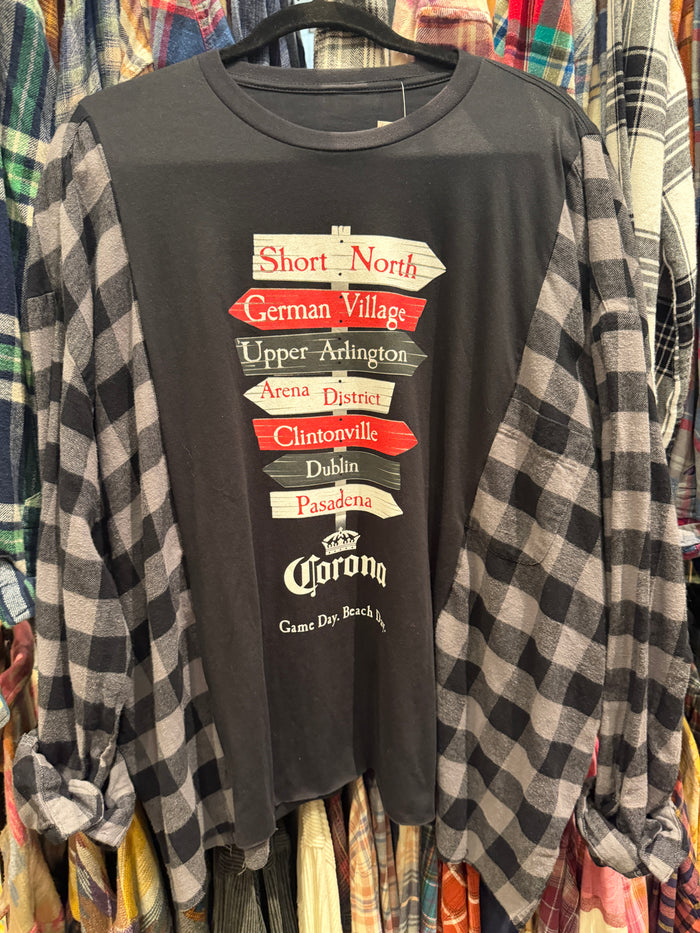 Short North
German Village
Upper Arlington
Arena District
Clintonville
Dublin
Pasadena
Corona
Game Day. Beach Day.